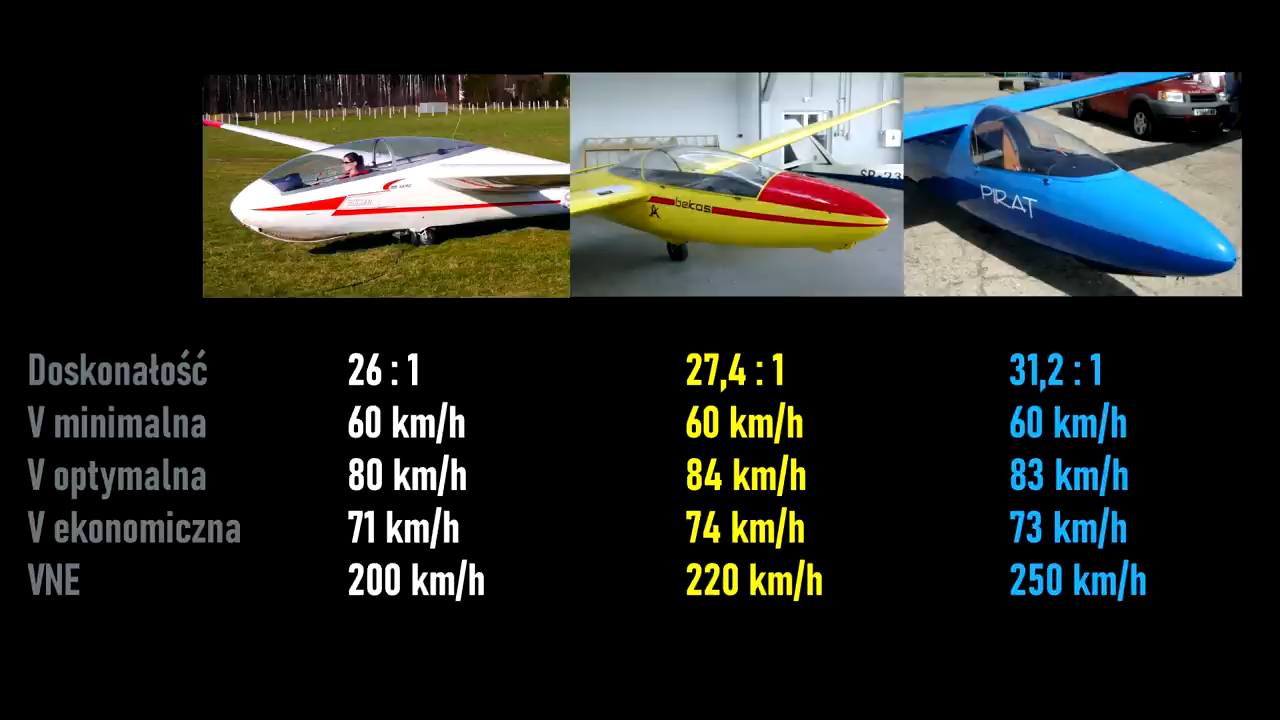 bekas
SP-23
PIRAT
Doskonałość 26 : 1 27,4 : 1 31,2 : 1
V minimalna 60 km/h 60 km/h 60 km/h
V optymalna 80 km/h 84 km/h 83 km/h
V ekonomiczna 71 km/h 74 km/h 73 km/h
VNE 200 km/h 220 km/h 250 km/h